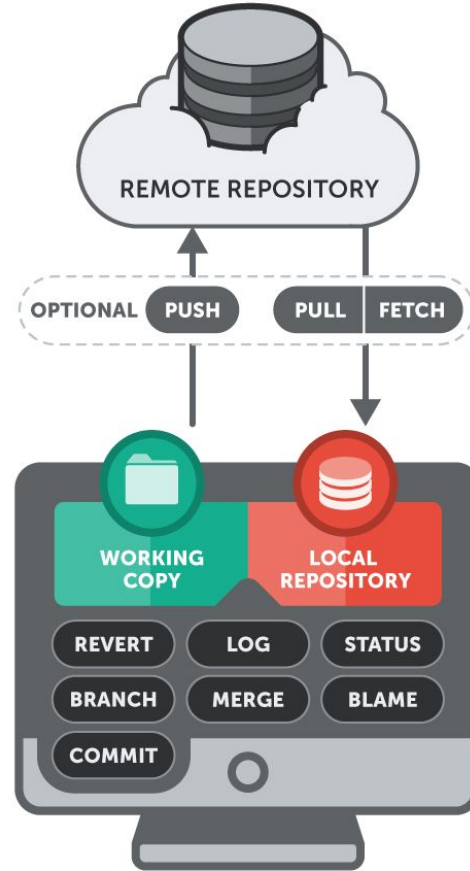 REMOTE REPOSITORY
OPTIONAL PUSH PULL FETCH
WORKING
COPY
LOCAL
REPOSITORY
REVERT LOG STATUS
BRANCH MERGE BLAME
COMMIT